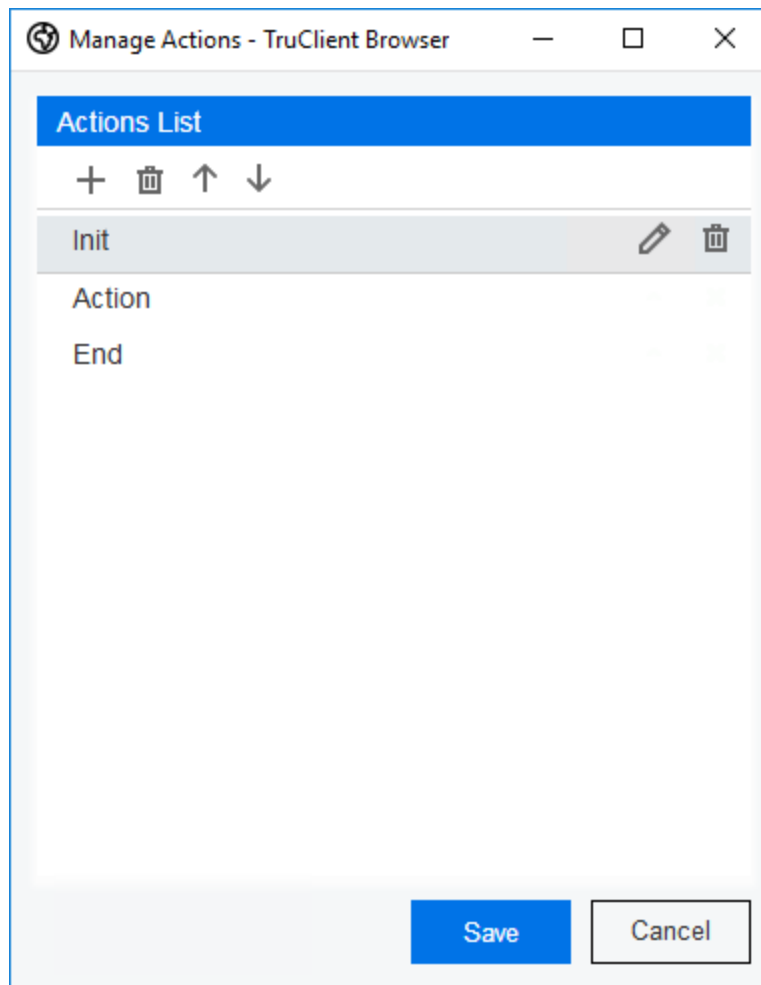 Manage Actions - TruClient Browser
Actions List
Init
Action
End
Save Cancel